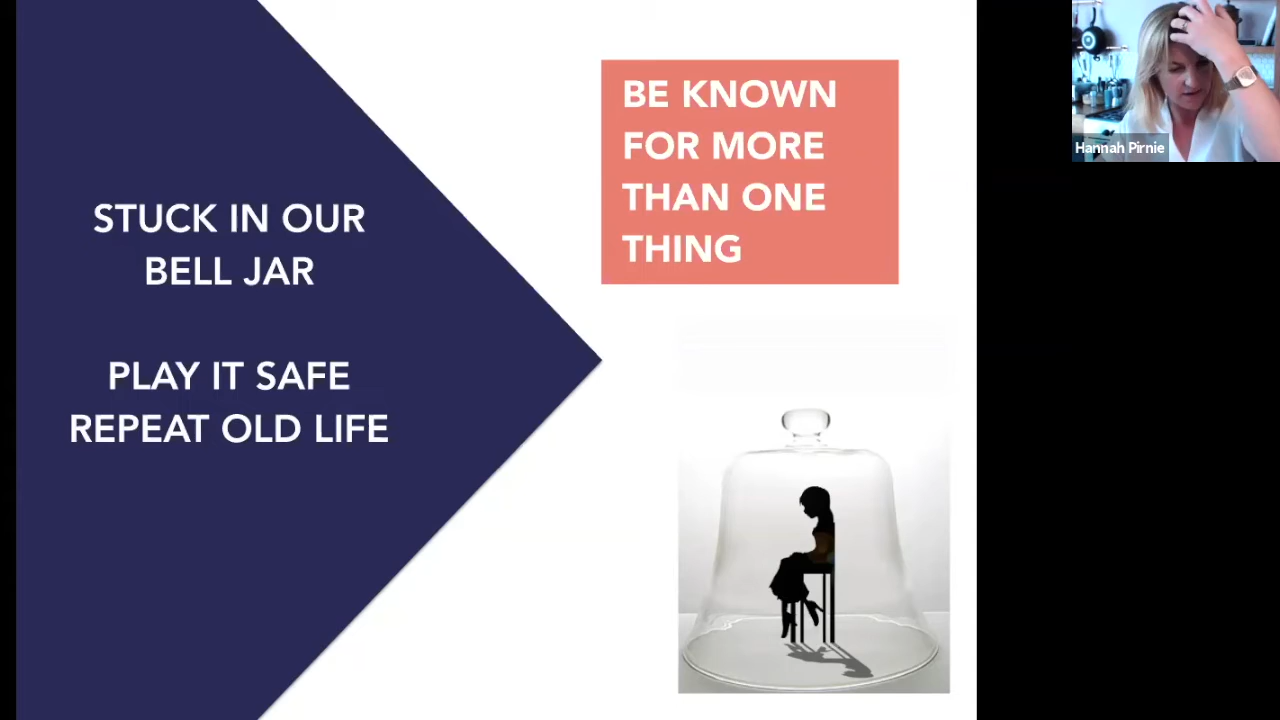 STUCK IN OUR
BELL JAR
PLAY IT SAFE
REPEAT OLD LIFE
BE KNOWN
FOR MORE
THAN ONE
THING
Hannah Pirnie